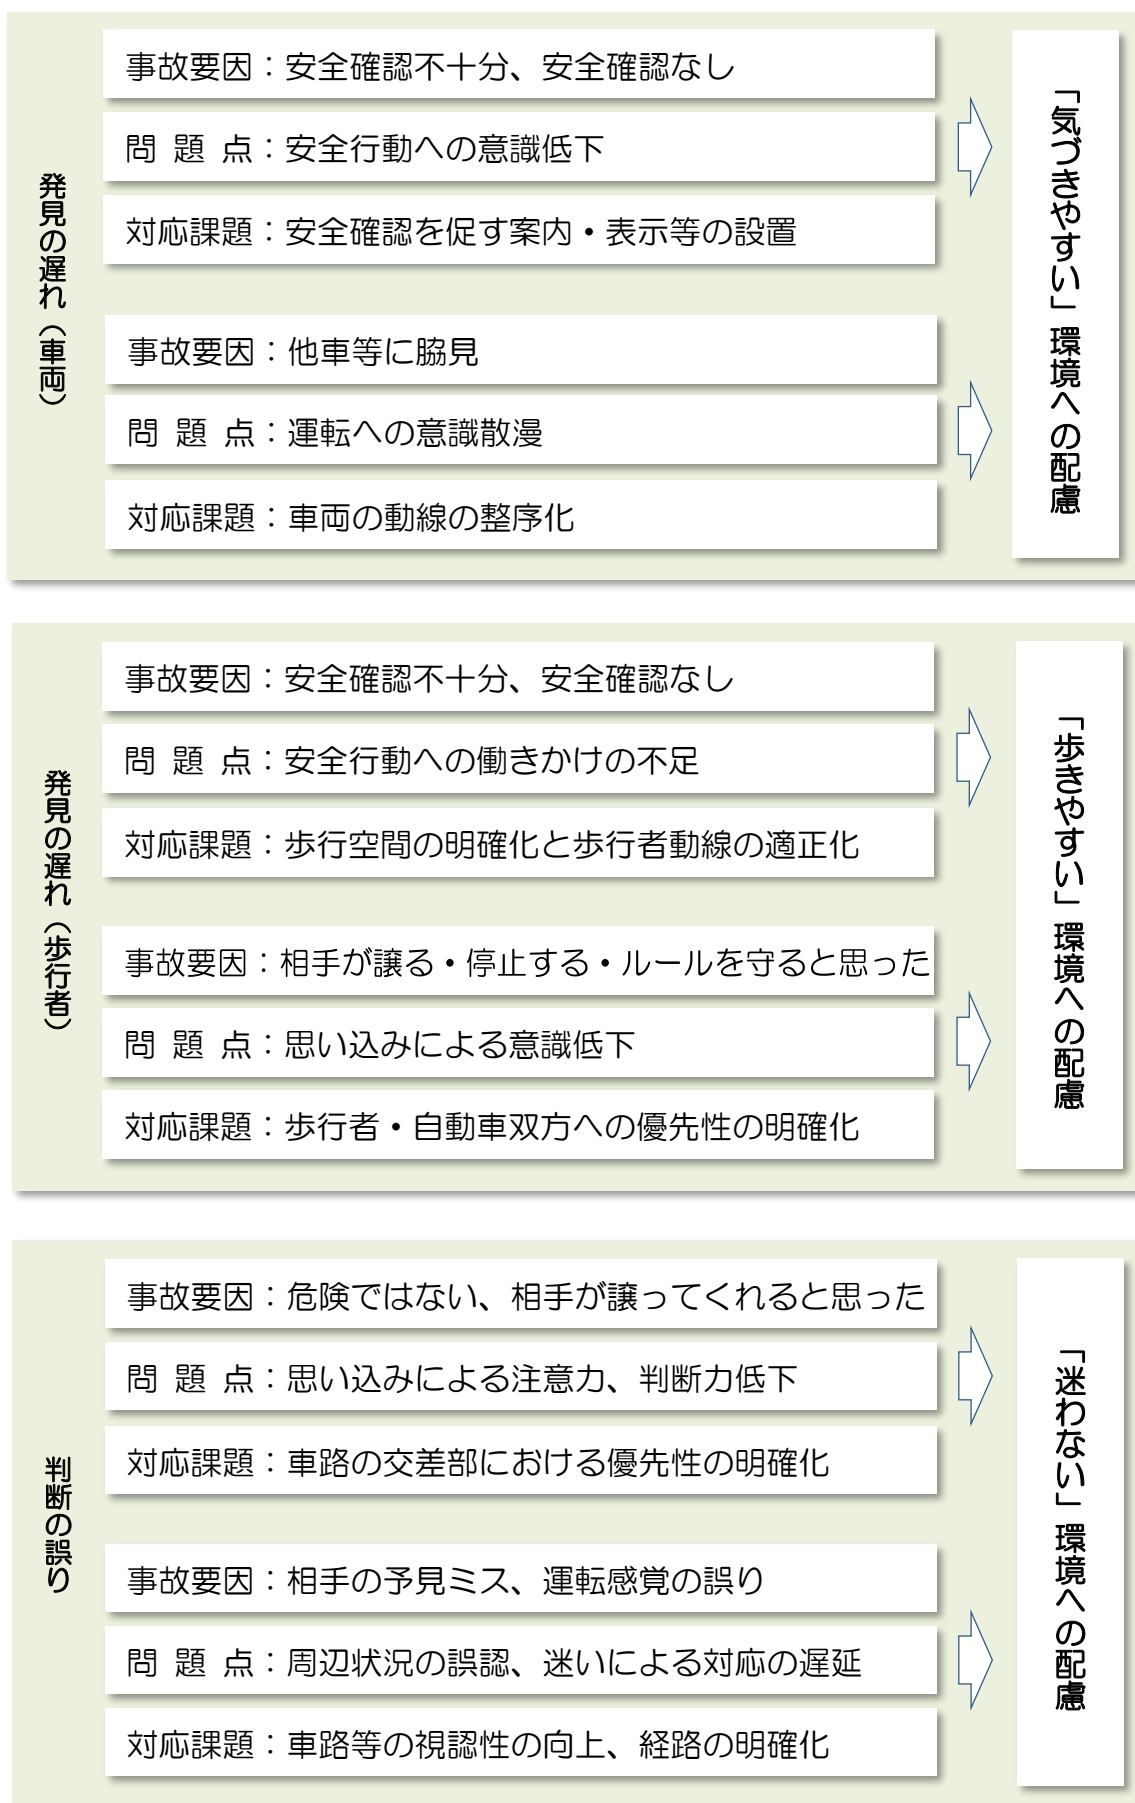 発見の遅れ（車両）
事故要因：安全確認不十分、安全確認なし
問 題 点：安全行動への意識低下
対応課題：安全確認を促す案内・表示等の設置
事故要因：他車等に脇見
問 題 点：運転への意識散漫
対応課題：車両の動線の整序化
「気づきやすい」環境への配慮
発見の遅れ（歩行者）
事故要因：安全確認不十分、安全確認なし
問 題 点：安全行動への働きかけの不足
対応課題：歩行空間の明確化と歩行者動線の適正化
事故要因：相手が譲る・停止する・ルールを守ると思った
問 題 点：思い込みによる意識低下
対応課題：歩行者・自動車双方への優先性の明確化
「歩きやすい」環境への配慮
判断の誤り
事故要因：危険ではない、相手が譲ってくれると思った
問 題 点：思い込みによる注意力、判断力低下
対応課題：車路の交差部における優先性の明確化
事故要因：相手の予見ミス、運転感覚の誤り
問 題 点：周辺状況の誤認、迷いによる対応の遅延
対応課題：車路等の視認性の向上、経路の明確化
「迷わない」環境への配慮